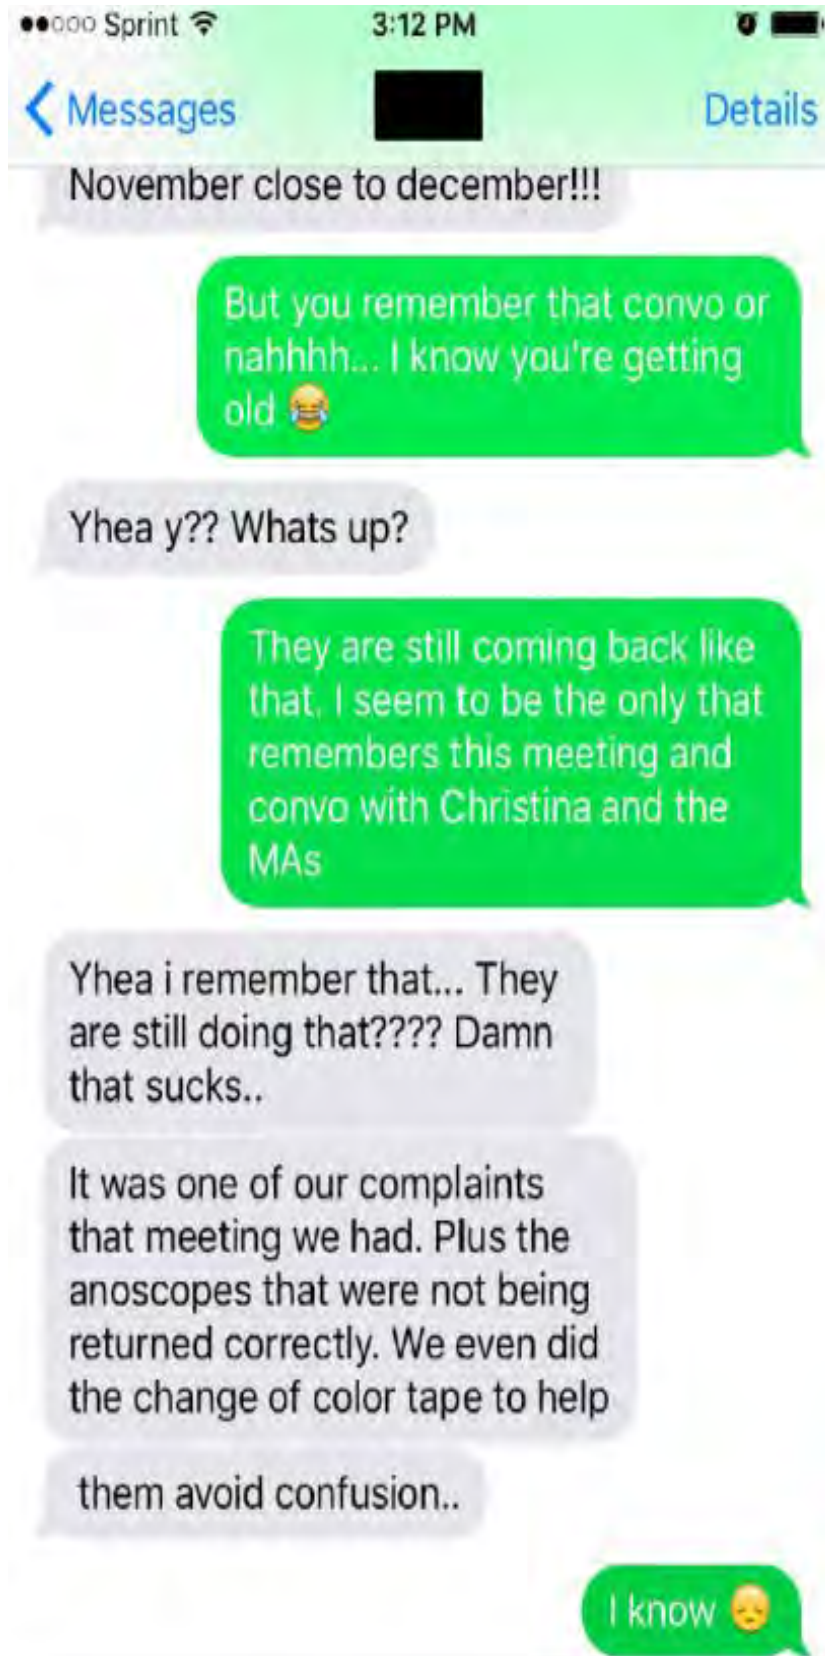 Sprint 3:12 PM
Messages Details
November close to december!!!
But you remember that convo or
nahhhh... I know you're getting
old 😂
Yhea y?? Whats up?
They are still coming back like
that. I seem to be the only that
remembers this meeting and
convo with Christina and the
MAs
Yhea i remember that... They
are still doing that???? Damn
that sucks..
It was one of our complaints
that meeting we had. Plus the
anoscopes that were not being
returned correctly. We even did
the change of color tape to help
them avoid confusion..
I know 😞